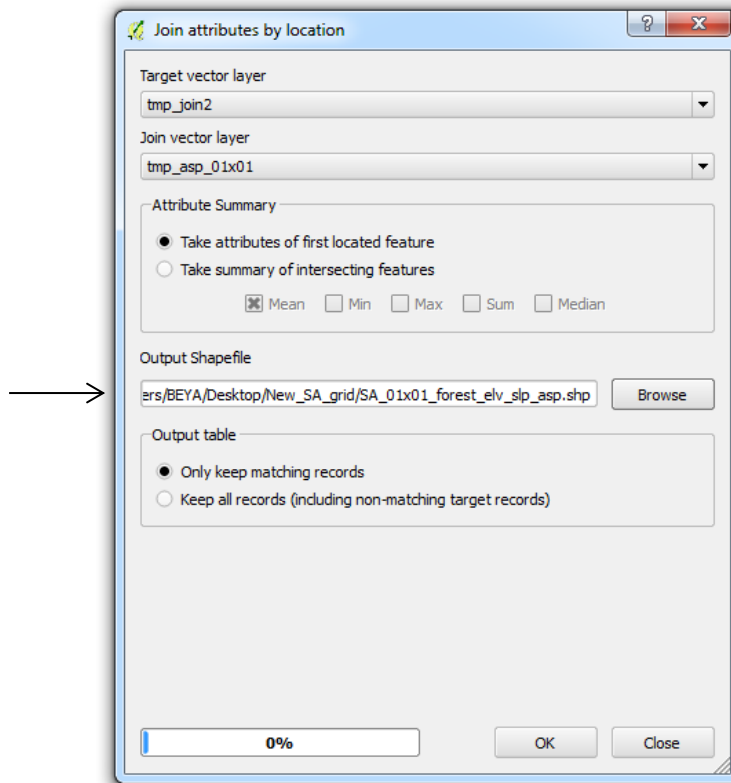 Join attributes by location
Target vector layer
tmp_join2
Join vector layer
tmp_asp_01x01
Attribute Summary
Take attributes of first located feature
Take summary of intersecting features
Mean Min Max Sum Median
Output Shapefile
ers/BEYA/Desktop/New_SA_grid/SA_01x01_forest_elv_slp_asp.shp Browse
Output table
Only keep matching records
Keep all records (including non-matching target records)
0% OK Close